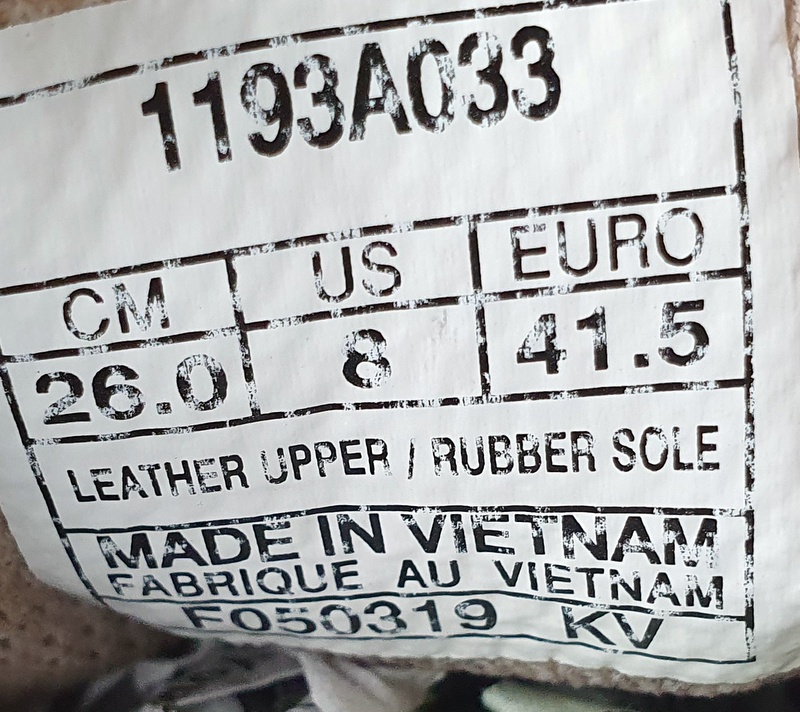 1193A033
CM US EURO
26.0 8 41.5
LEATHER UPPER / RUBBER SOLE
MADE IN VIETNAM
FABRIQUE AU VIETNAM
F050319 KV